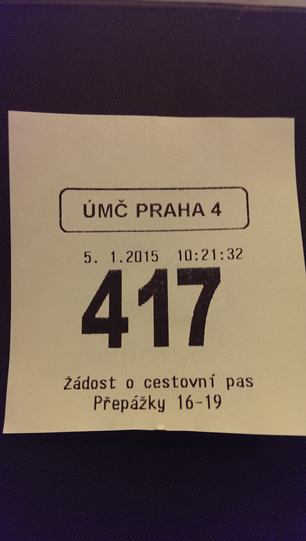 ÚMČ PRAHA 4
5. 1.2015 10:21:32
417
Žádost o cestovní pas
Přepážky 16-19